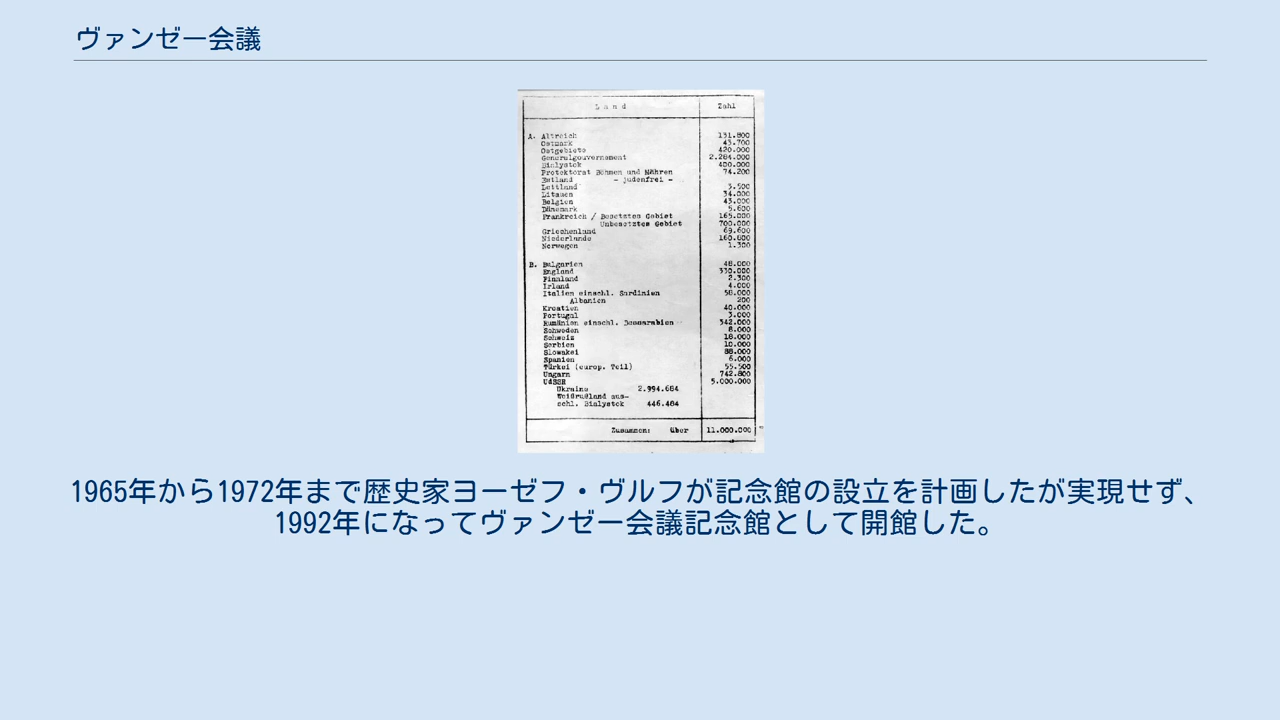 ヴァンゼー会議
Land Zahl
A. Altreich 131.800
Ostmark 43.700
Ostgebiete 420.000
Generalgouvernement 2.284.000
Bialystok 400.000
Protektorat Böhmen und Mähren 74.200
Estland - judenfrei -
Lettland 3.500
Litauen 34.000
Belgien 43.000
Dänemark 5.600
Frankreich / Besetztes Gebiet 165.000
Unbesetztes Gebiet 700.000
Griechenland 69.600
Niederlande 160.800
Norwegen 1.300
B. Bulgarien 48.000
England 330.000
Finnland 2.300
Irland 4.000
Italien einschl. Sardinien 58.000
Albanien 200
Kroatien 40.000
Portugal 3.000
Rumänien einschl. Bessarabien 342.000
Schweden 8.000
Schweiz 18.000
Serbien 10.000
Slowakei 88.000
Spanien 6.000
Türkei (europ. Teil) 55.500
Ungarn 742.800
UdSSR 5.000.000
Ukraine 2.994.684
Weißrußland aus-
schl. Bialystok 446.484
Zusammen: über 11.000.000
1965年から1972年まで歴史家ヨーゼフ・ヴルフが記念館の設立を計画したが実現せず、
1992年になってヴァンゼー会議記念館として開館した。